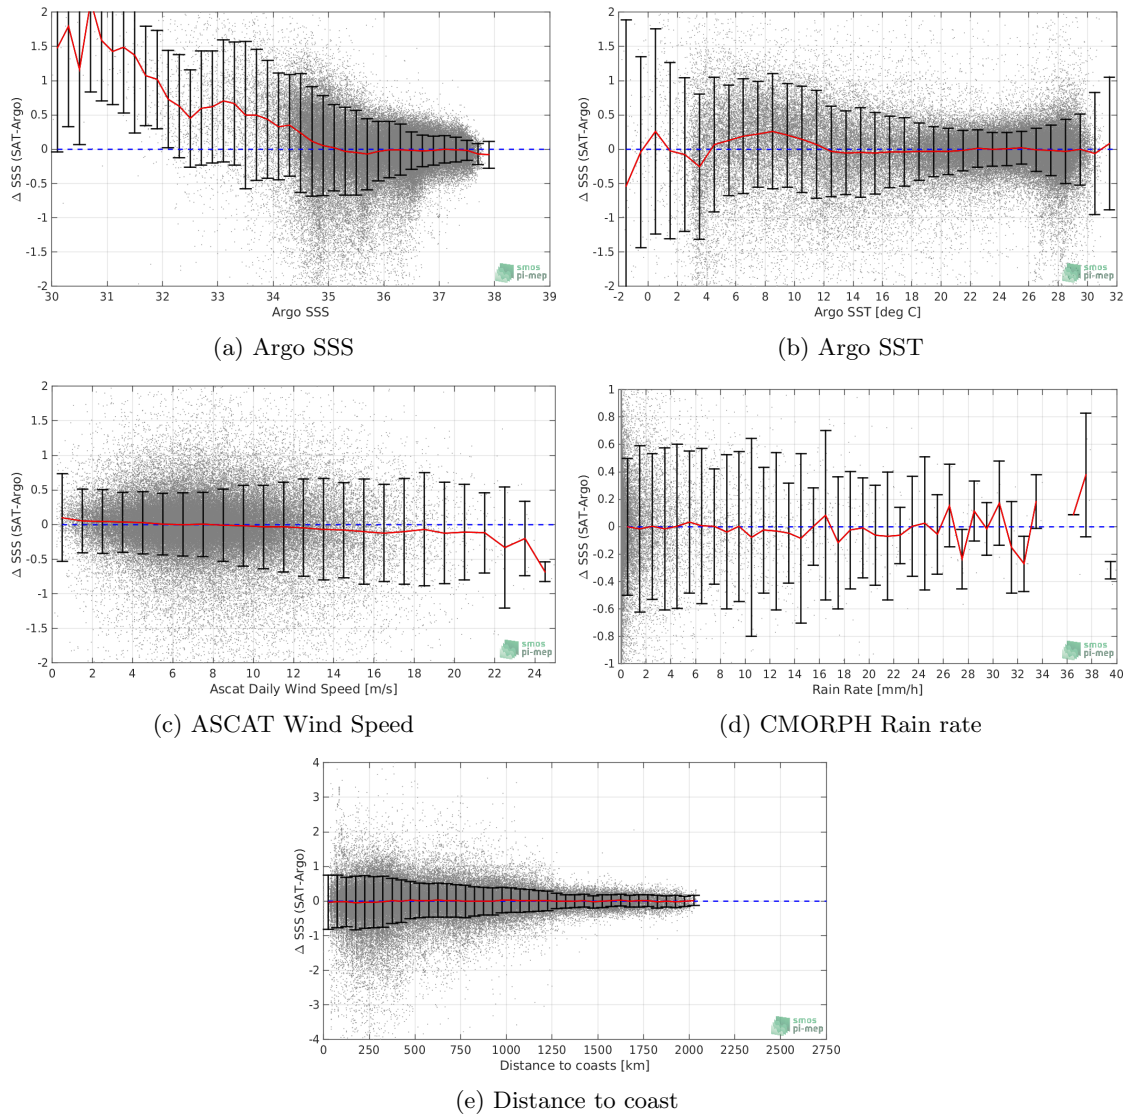 2
1.5
1
0.5
0
-0.5
-1
-1.5
-2
30 31 32 33 34 35 36 37 38 39
Δ SSS (SAT-Argo)
Argo SSS
smos
pi-mep
(a) Argo SSS
2
1.5
1
0.5
0
-0.5
-1
-1.5
-2
-2 0 2 4 6 8 10 12 14 16 18 20 22 24 26 28 30 32
Δ SSS (SAT-Argo)
Argo SST [deg C]
smos
pi-mep
(b) Argo SST
2
1.5
1
0.5
0
-0.5
-1
-1.5
-2
2 4 6 8 10 12 14 16 18 20 22 24
Δ SSS (SAT-Argo)
Ascat Daily Wind Speed [m/s]
smos
pi-mep
(c) ASCAT Wind Speed
1
0.8
0.6
0.4
0.2
0
-0.2
-0.4
-0.6
-0.8
-1
2 4 6 8 10 12 14 16 18 20 22 24 26 28 30 32 34 36 38 40
Δ SSS (SAT-Argo)
Rain Rate [mm/h]
smos
pi-mep
(d) CMORPH Rain rate
4
3
2
1
0
-1
-2
-3
-4
0 250 500 750 1000 1250 1500 1750 2000 2250 2500 2750
Δ SSS (SAT-Argo)
Distance to coasts [km]
smos
pi-mep
(e) Distance to coast